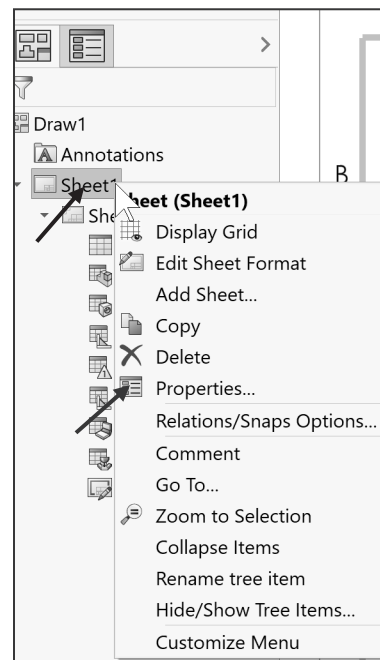 Draw1
Annotations
Sheet1
B
Sheet (Sheet1)
She
Display Grid
Edit Sheet Format
Add Sheet...
Copy
Delete
Properties...
Relations/Snaps Options...
Comment
Go To...
Zoom to Selection
Collapse Items
Rename tree item
Hide/Show Tree Items...
Customize Menu